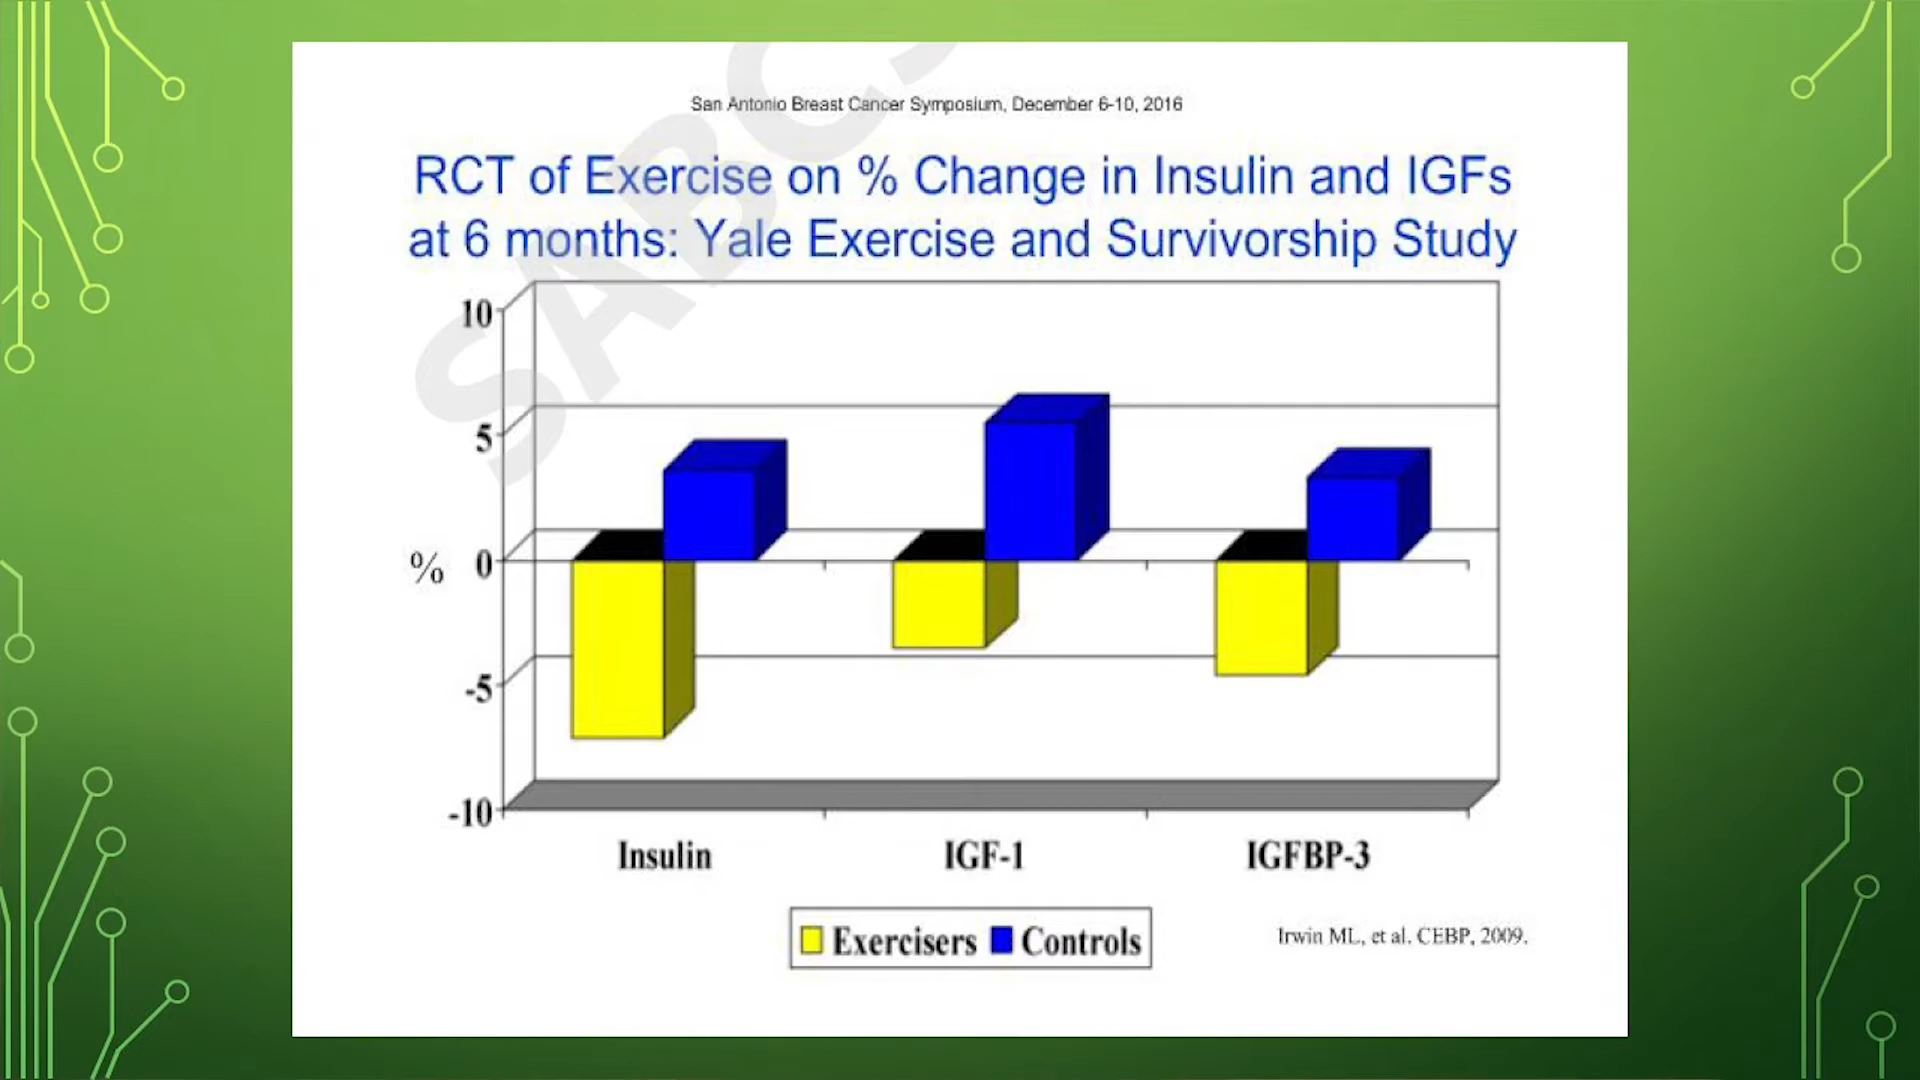 San Antonio Breast Cancer Symposium, December 6-10, 2016
RCT of Exercise on % Change in Insulin and IGFs
at 6 months: Yale Exercise and Survivorship Study
10
5
% 0
-5
-10
Insulin IGF-1 IGFBP-3
Exercisers Controls
Irwin ML, et al. CEBP, 2009.